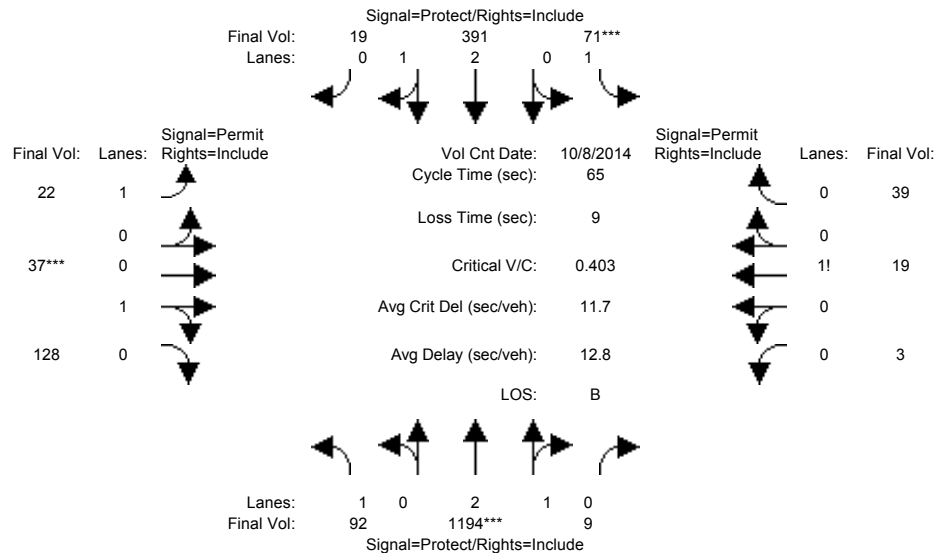 Signal=Protect/Rights=Include
Final Vol: 19 391 71***
Lanes: 0 1 2 0 1
Signal=Permit
Final Vol: Lanes: Rights=Include
Vol Cnt Date: 10/8/2014
Signal=Permit
Rights=Include Lanes: Final Vol:
Cycle Time (sec): 65
22 1
0 39
Loss Time (sec): 9
0
0
37*** 0
Critical V/C: 0.403
1! 19
1
Avg Crit Del (sec/veh): 11.7
0
128 0
Avg Delay (sec/veh): 12.8
0 3
LOS: B
Lanes: 1 0 2 1 0
Final Vol: 92 1194*** 9
Signal=Protect/Rights=Include